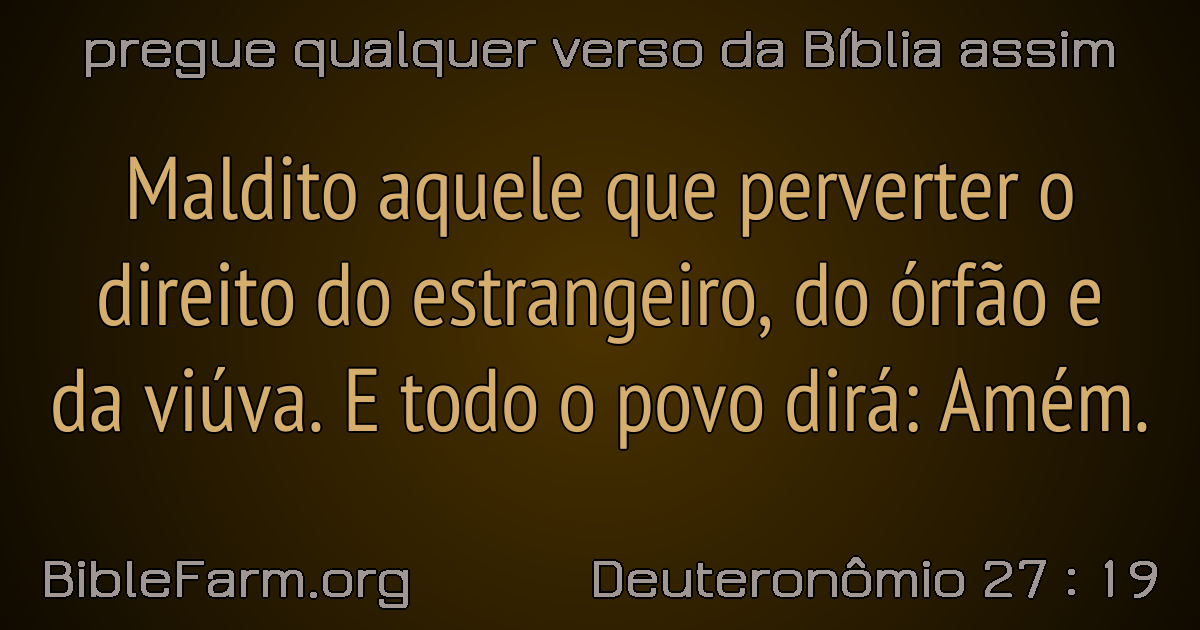 pregue qualquer verso da Bíblia assim
Maldito aquele que perverter o
direito do estrangeiro, do órfão e
da viúva. E todo o povo dirá: Amém.
BibleFarm.org
Deuteronômio 27 : 19